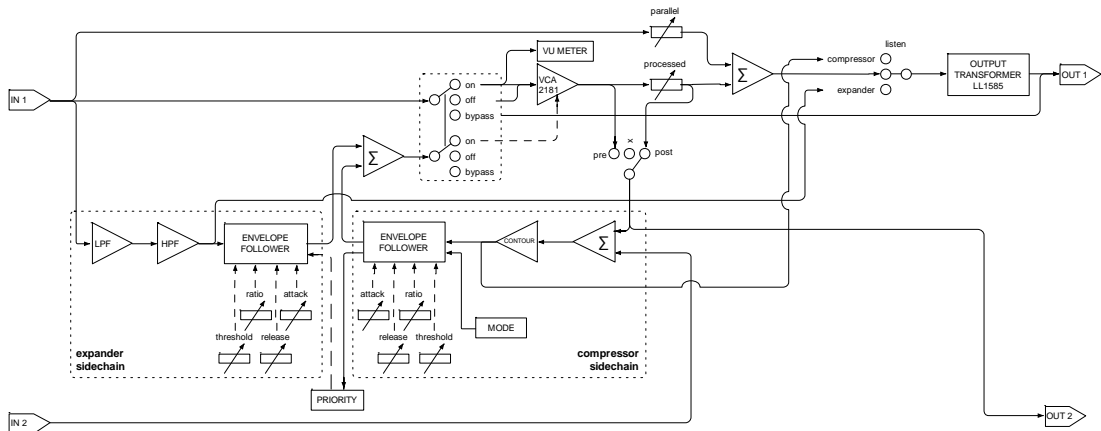 parallel
listen
VU METER
compressor
IN 1
on
off
bypass
VCA
2181
processed
Σ
expander
OUTPUT
TRANSFORMER
LL1585
OUT 1
on
off
bypass
Σ
pre
x
post
LPF
HPF
ENVELOPE
FOLLOWER
ENVELOPE
FOLLOWER
CONTOUR
Σ
ratio
attack
threshold
release
attack
ratio
release
threshold
MODE
expander
sidechain
compressor
sidechain
PRIORITY
IN 2
OUT 2